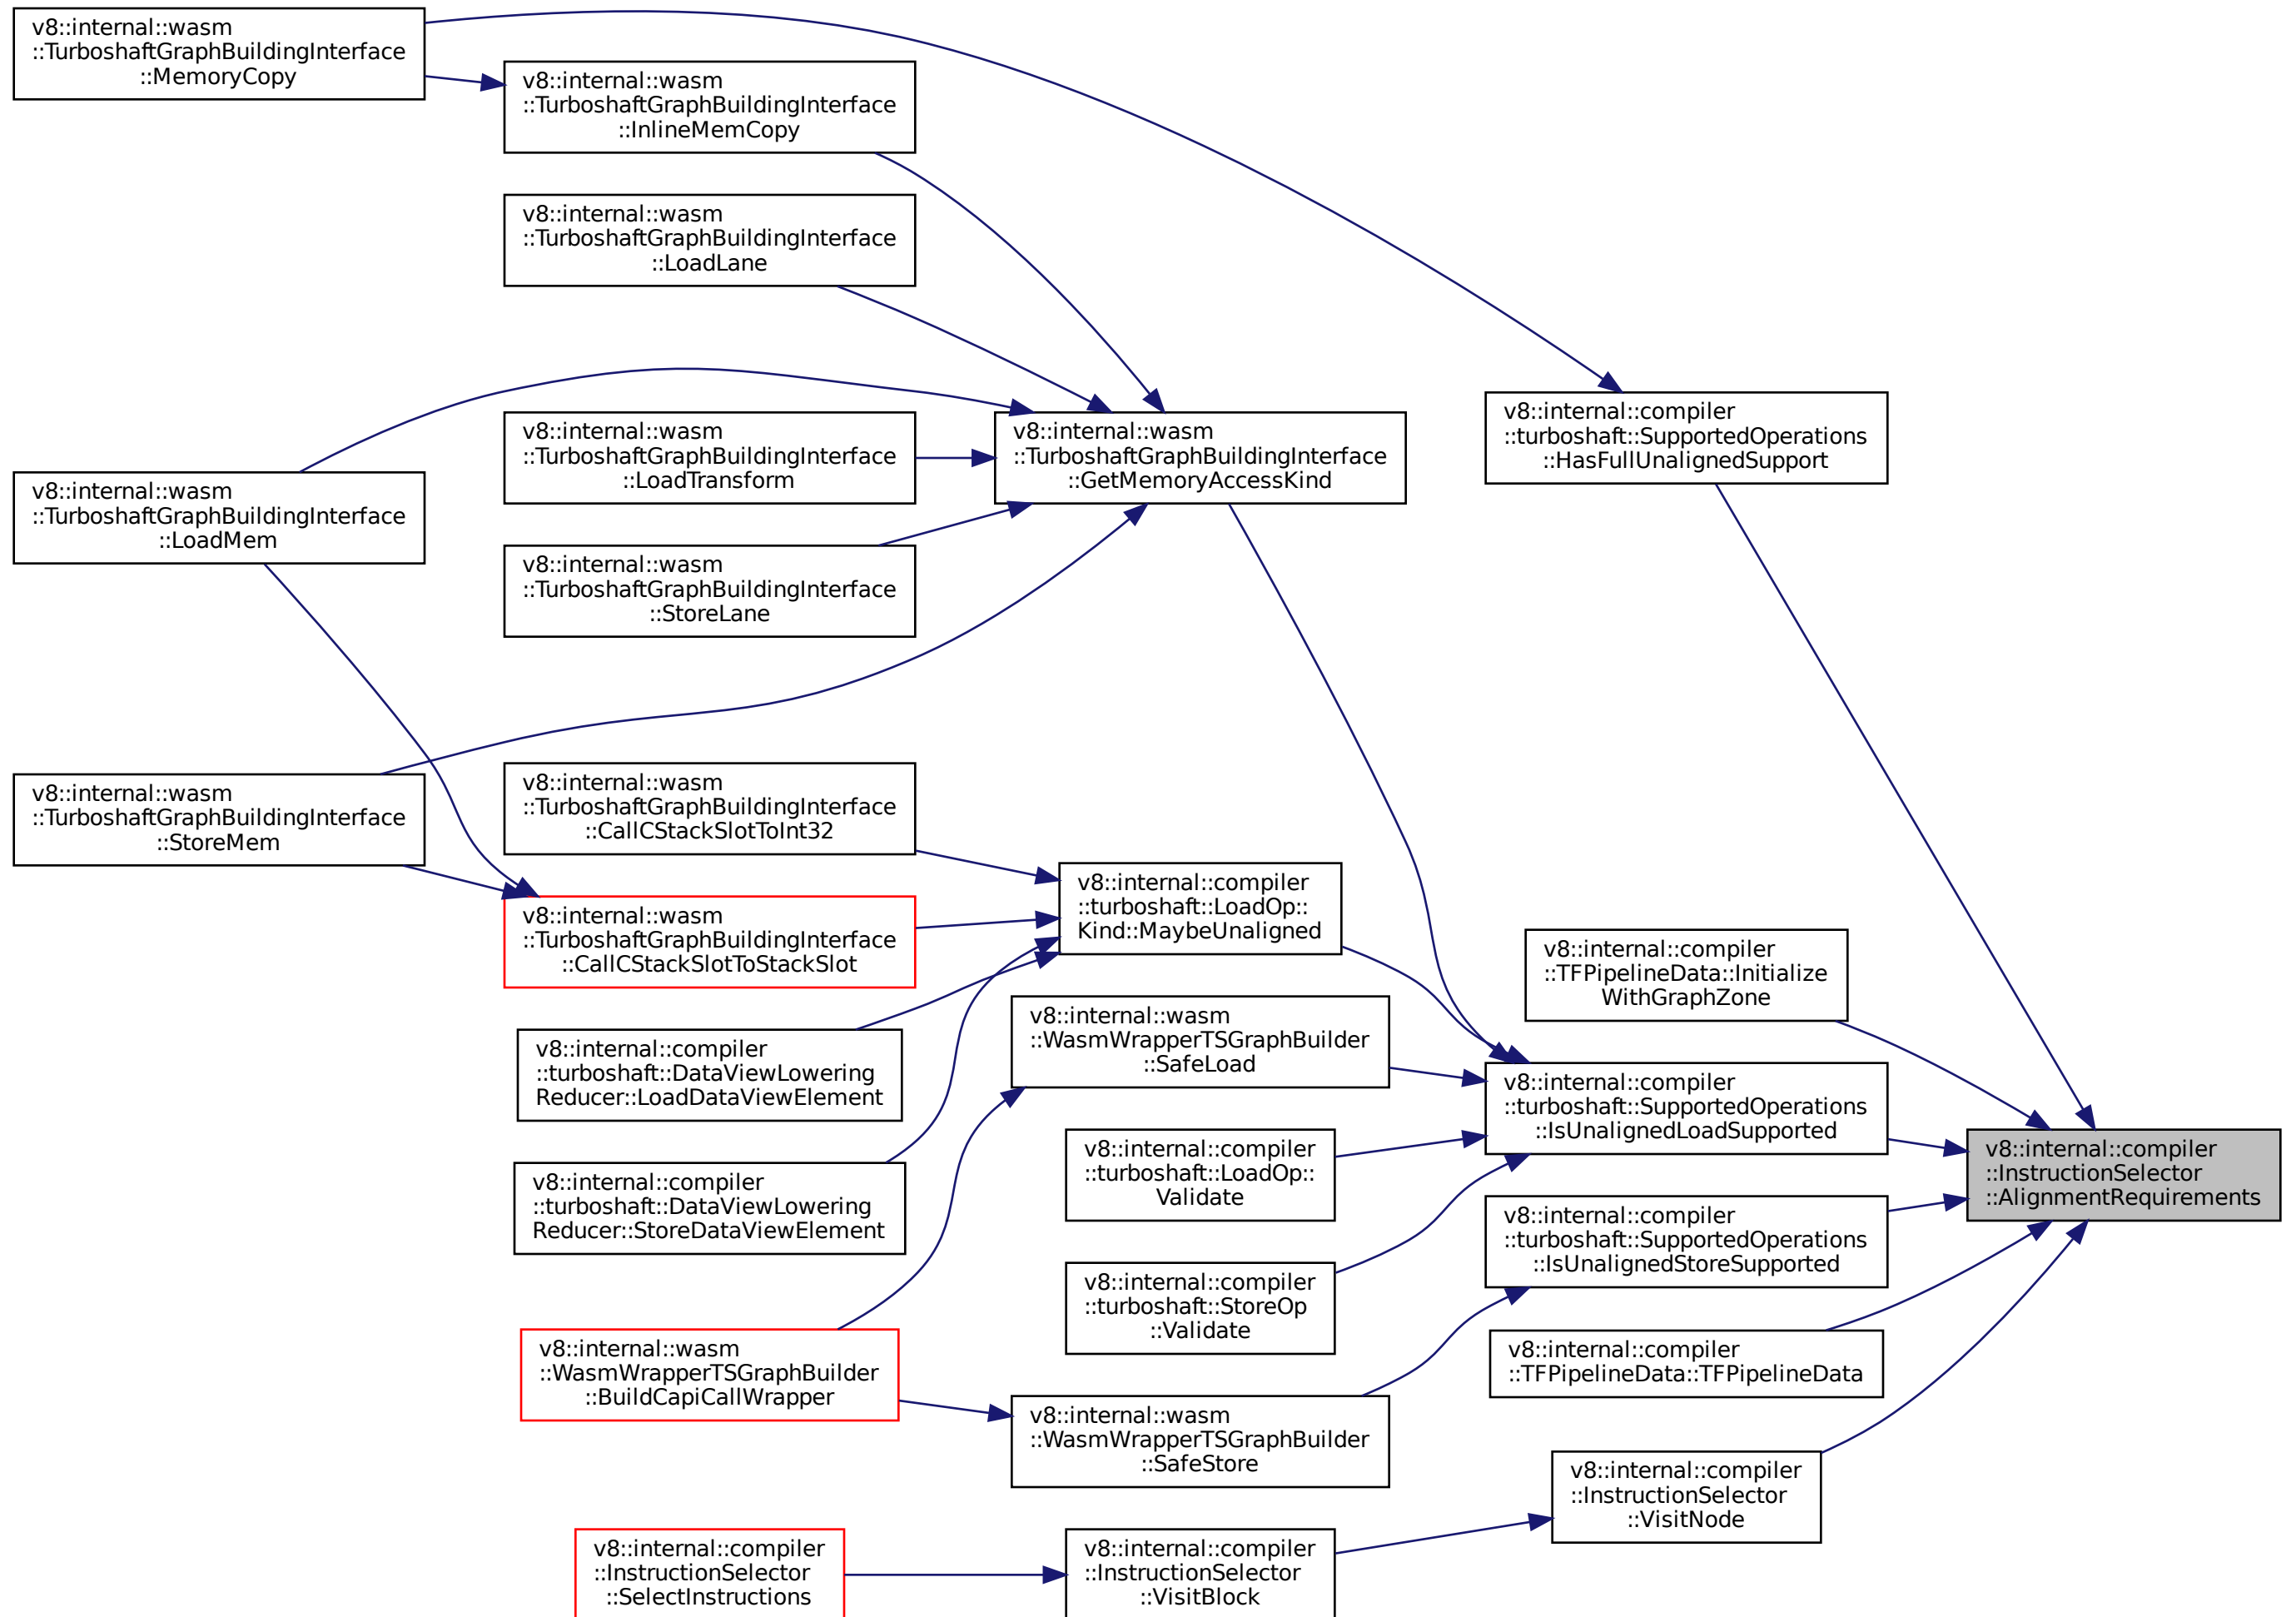 v8::internal::wasm
::TurboshaftGraphBuildingInterface
::MemoryCopy
v8::internal::wasm
::TurboshaftGraphBuildingInterface
::InlineMemCopy
v8::internal::wasm
::TurboshaftGraphBuildingInterface
::LoadLane
v8::internal::wasm
::TurboshaftGraphBuildingInterface
::LoadTransform
v8::internal::wasm
::TurboshaftGraphBuildingInterface
::GetMemoryAccessKind
v8::internal::compiler
::turboshaft::SupportedOperations
::HasFullUnalignedSupport
v8::internal::wasm
::TurboshaftGraphBuildingInterface
::LoadMem
v8::internal::wasm
::TurboshaftGraphBuildingInterface
::StoreLane
v8::internal::wasm
::TurboshaftGraphBuildingInterface
::StoreMem
v8::internal::wasm
::TurboshaftGraphBuildingInterface
::CallCStackSlotToInt32
v8::internal::wasm
::TurboshaftGraphBuildingInterface
::CallCStackSlotToStackSlot
v8::internal::compiler
::turboshaft::LoadOp::
Kind::MaybeUnaligned
v8::internal::compiler
::TFPipelineData::Initialize
WithGraphZone
v8::internal::compiler
::turboshaft::DataViewLowering
Reducer::LoadDataViewElement
v8::internal::wasm
::WasmWrapperTSGraphBuilder
::SafeLoad
v8::internal::compiler
::turboshaft::SupportedOperations
::IsUnalignedLoadSupported
v8::internal::compiler
::InstructionSelector
::AlignmentRequirements
v8::internal::compiler
::turboshaft::DataViewLowering
Reducer::StoreDataViewElement
v8::internal::compiler
::turboshaft::LoadOp::
Validate
v8::internal::compiler
::turboshaft::SupportedOperations
::IsUnalignedStoreSupported
v8::internal::compiler
::turboshaft::StoreOp
::Validate
v8::internal::wasm
::WasmWrapperTSGraphBuilder
::BuildCapiCallWrapper
v8::internal::compiler
::TFPipelineData::TFPipelineData
v8::internal::wasm
::WasmWrapperTSGraphBuilder
::SafeStore
v8::internal::compiler
::InstructionSelector
::VisitNode
v8::internal::compiler
::InstructionSelector
::SelectInstructions
v8::internal::compiler
::InstructionSelector
::VisitBlock